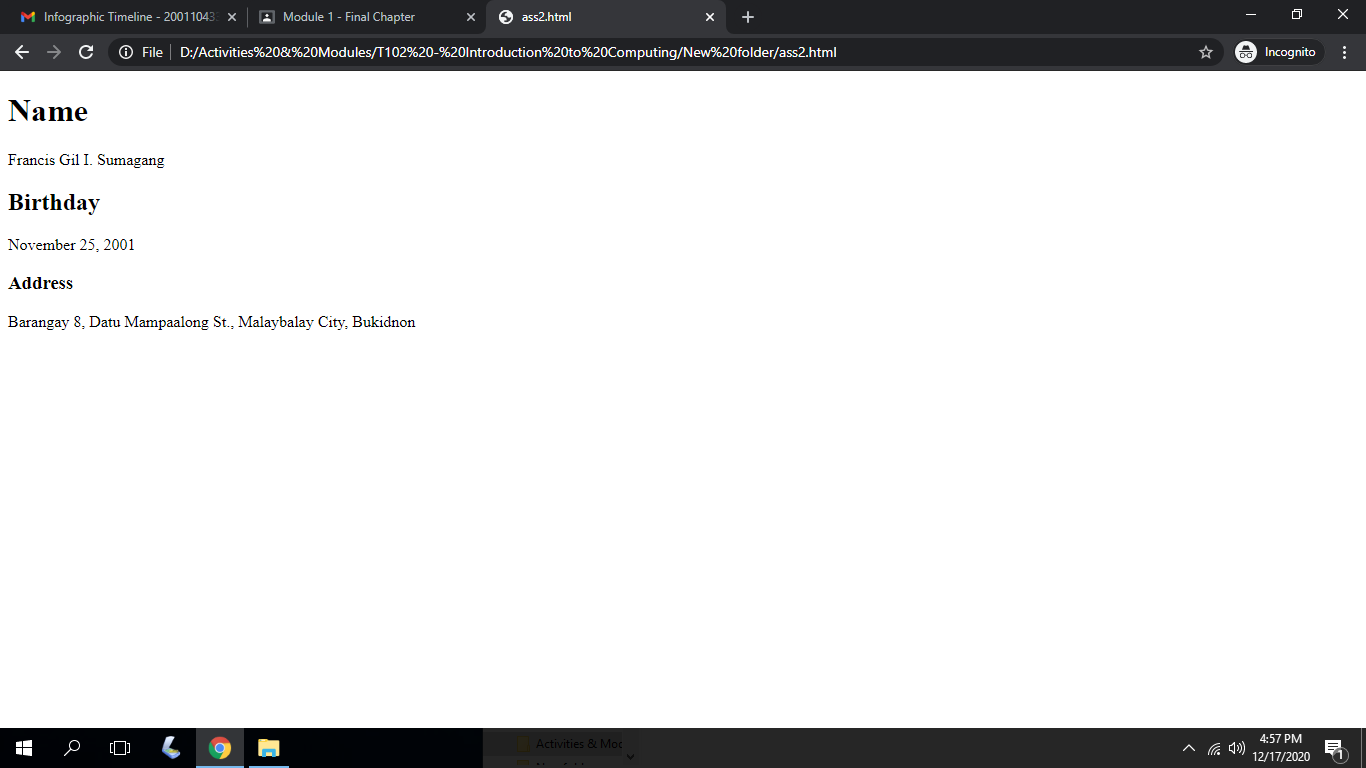 Infographic Timeline - 20011043
Module 1 - Final Chapter
ass2.html
File
D:/Activities%20&%20Modules/T102%20-%20Introduction%20to%20Computing/New%20folder/ass2.html
Incognito
Name
Francis Gil I. Sumagang
Birthday
November 25, 2001
Address
Barangay 8, Datu Mampaalong St., Malaybalay City, Bukidnon
Activities & Moc
4:57 PM
12/17/2020
1